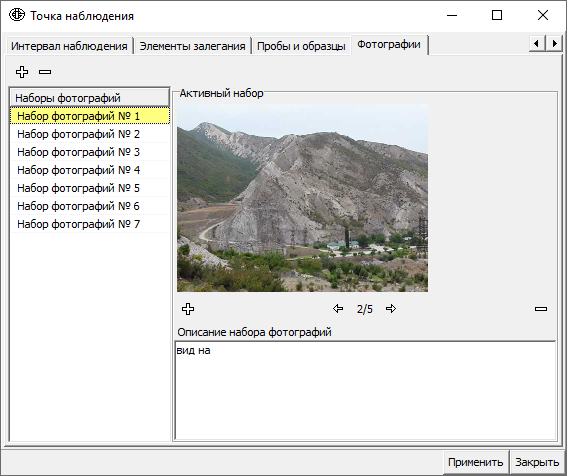 Точка наблюдения
Интервал наблюдения Элементы залегания Пробы и образцы Фотографии
Наборы фотографий
Набор фотографий № 1
Набор фотографий № 2
Набор фотографий № 3
Набор фотографий № 4
Набор фотографий № 5
Набор фотографий № 6
Набор фотографий № 7
Активный набор
2/5
Описание набора фотографий
вид на
Применить Закрыть